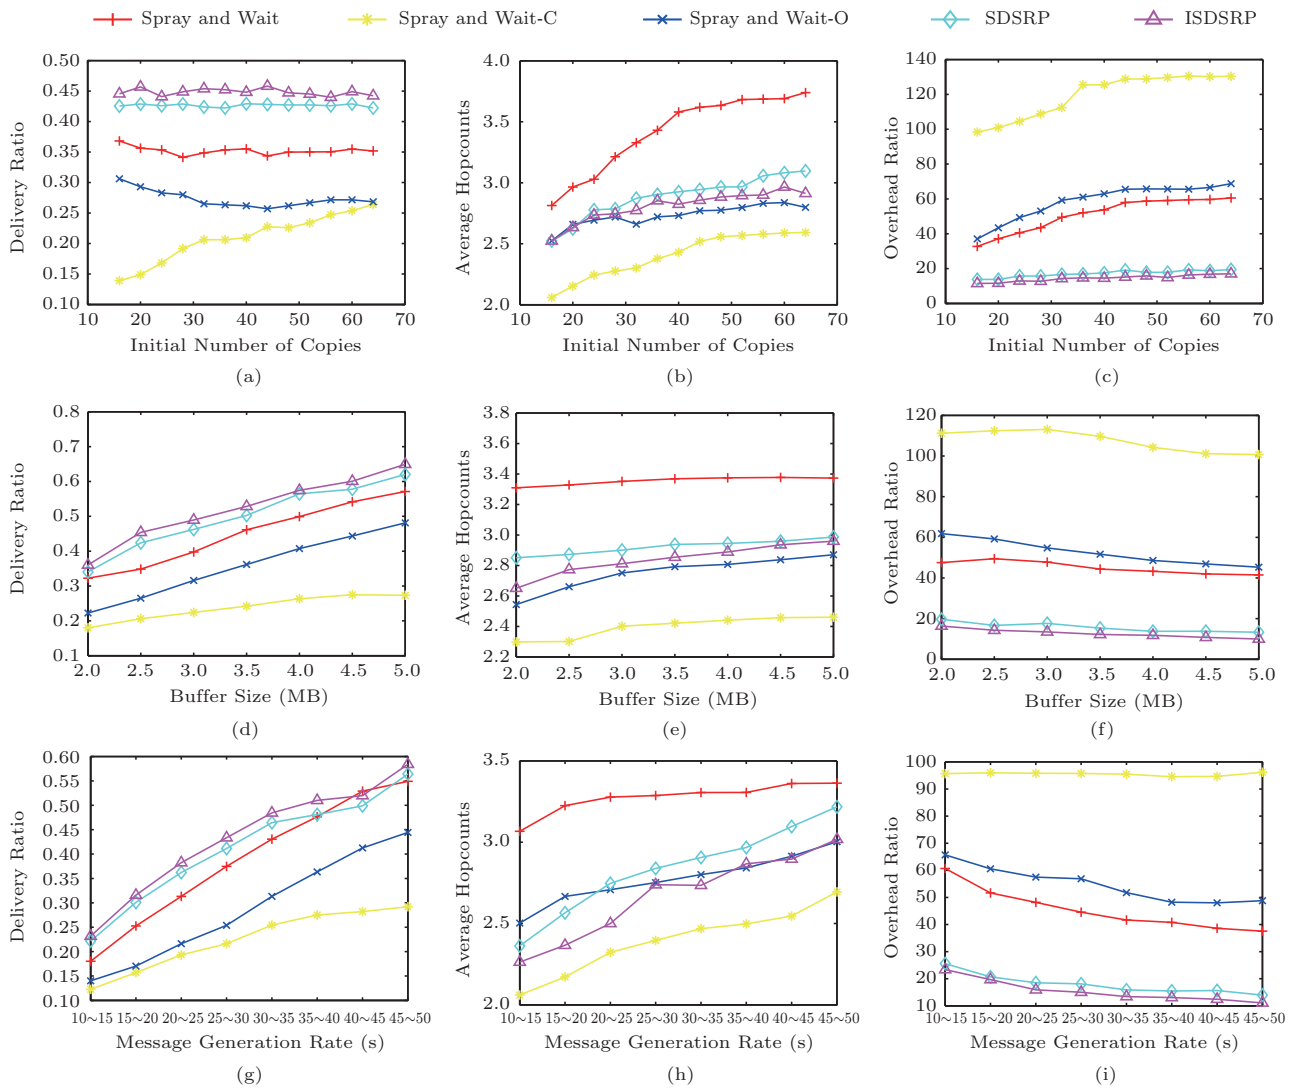 Spray and Wait Spray and Wait-C Spray and Wait-O SDSRP ISDSRP
Delivery Ratio
0.50
0.45
0.40
0.35
0.30
0.25
0.20
0.15
0.10
10 20 30 40 50 60 70
Initial Number of Copies
(a)
Average Hopcounts
4.0
3.5
3.0
2.5
2.0
10 20 30 40 50 60 70
Initial Number of Copies
(b)
Overhead Ratio
140
120
100
80
60
40
20
0
10 20 30 40 50 60 70
Initial Number of Copies
(c)
Delivery Ratio
0.8
0.7
0.6
0.5
0.4
0.3
0.2
0.1
2.0 2.5 3.0 3.5 4.0 4.5 5.0
Buffer Size (MB)
(d)
Average Hopcounts
3.8
3.6
3.4
3.2
3.0
2.8
2.6
2.4
2.2
2.0 2.5 3.0 3.5 4.0 4.5 5.0
Buffer Size (MB)
(e)
Overhead Ratio
120
100
80
60
40
20
0
2.0 2.5 3.0 3.5 4.0 4.5 5.0
Buffer Size (MB)
(f)
Delivery Ratio
0.60
0.55
0.50
0.45
0.40
0.35
0.30
0.25
0.20
0.15
0.10
10~15 15~20 20~25 25~30 30~35 35~40 40~45 45~50
Message Generation Rate (s)
(g)
Average Hopcounts
3.5
3.0
2.5
2.0
10~15 15~20 20~25 25~30 30~35 35~40 40~45 45~50
Message Generation Rate (s)
(h)
Overhead Ratio
100
90
80
70
60
50
40
30
20
10
10~15 15~20 20~25 25~30 30~35 35~40 40~45 45~50
Message Generation Rate (s)
(i)